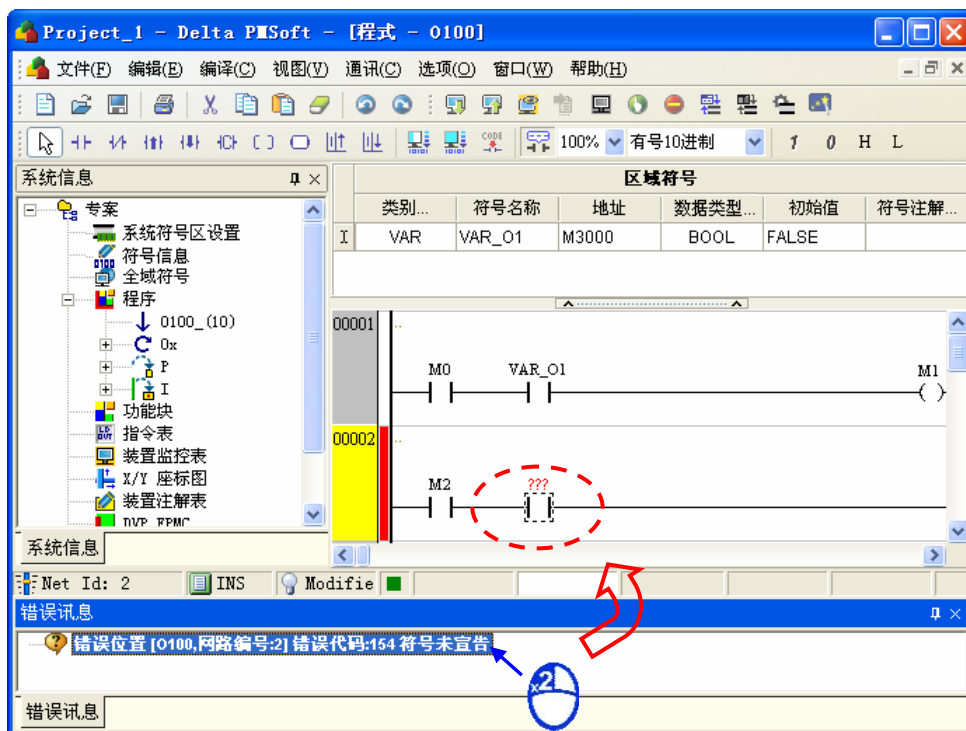 Project_1 - Delta PMSoft - [程式 - O100]
文件(F) 编辑(E) 编译(C) 视图(V) 通讯(C) 选项(O) 窗口(W) 帮助(H)
100% 有号10进制 1 0 H L
系统信息
专案
系统符号区设置
符号信息
全域符号
程序
O100_(10)
Ox
P
I
功能块
指令表
装置监控表
X/Y 座标图
装置注解表
DVP FPMC
系统信息
区域符号
类别... 符号名称 地址 数据类型... 初始值 符号注解...
I VAR VAR_O1 M3000 BOOL FALSE
00001
M0 VAR_O1 M1
00002
M2 ???
Net Id: 2 INS Modifie
错误讯息
错误位置 [O100,网路编号:2] 错误代码:154 符号未宣告
x2
错误讯息